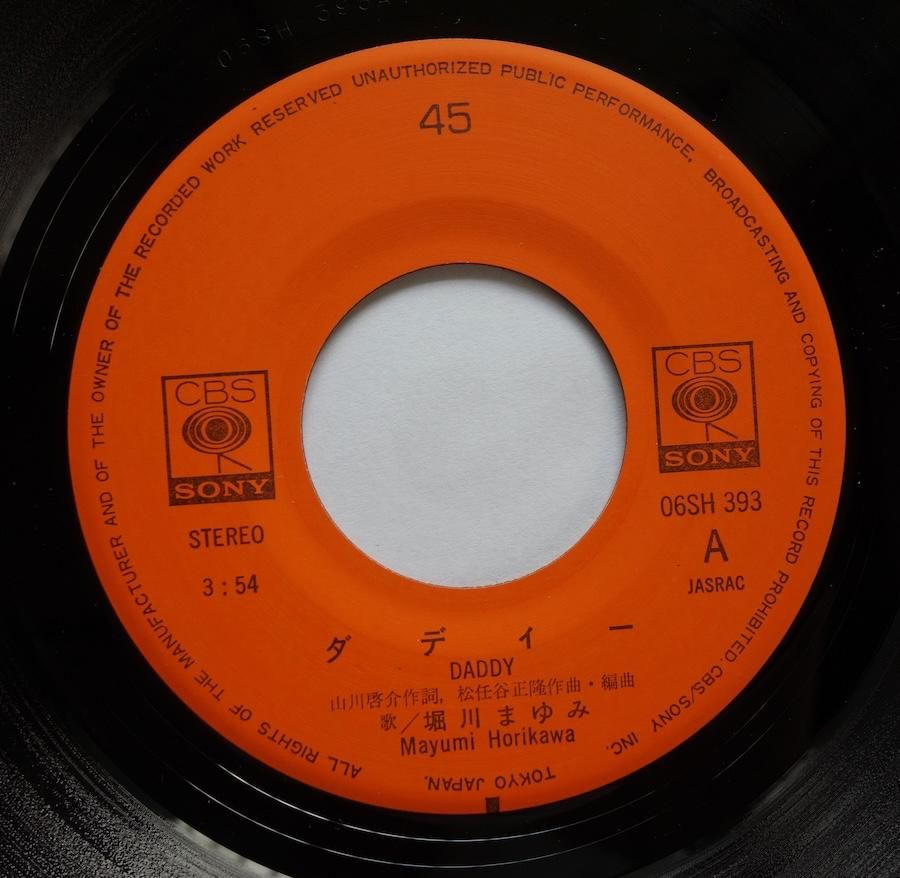 06SH 393A
45
ALL RIGHTS OF THE MANUFACTURER AND OF THE OWNER OF THE RECORDED WORK RESERVED UNAUTHORIZED PUBLIC PERFORMANCE, BROADCASTING AND COPYING OF THIS RECORD PROHIBITED. CBS/SONY INC. TOKYO JAPAN.
CBS
SONY
STEREO
3:54
CBS
SONY
06SH 393
A
JASRAC
ダディー
DADDY
山川啓介作詞, 松任谷正隆作曲・編曲
歌／堀川まゆみ
Mayumi Horikawa